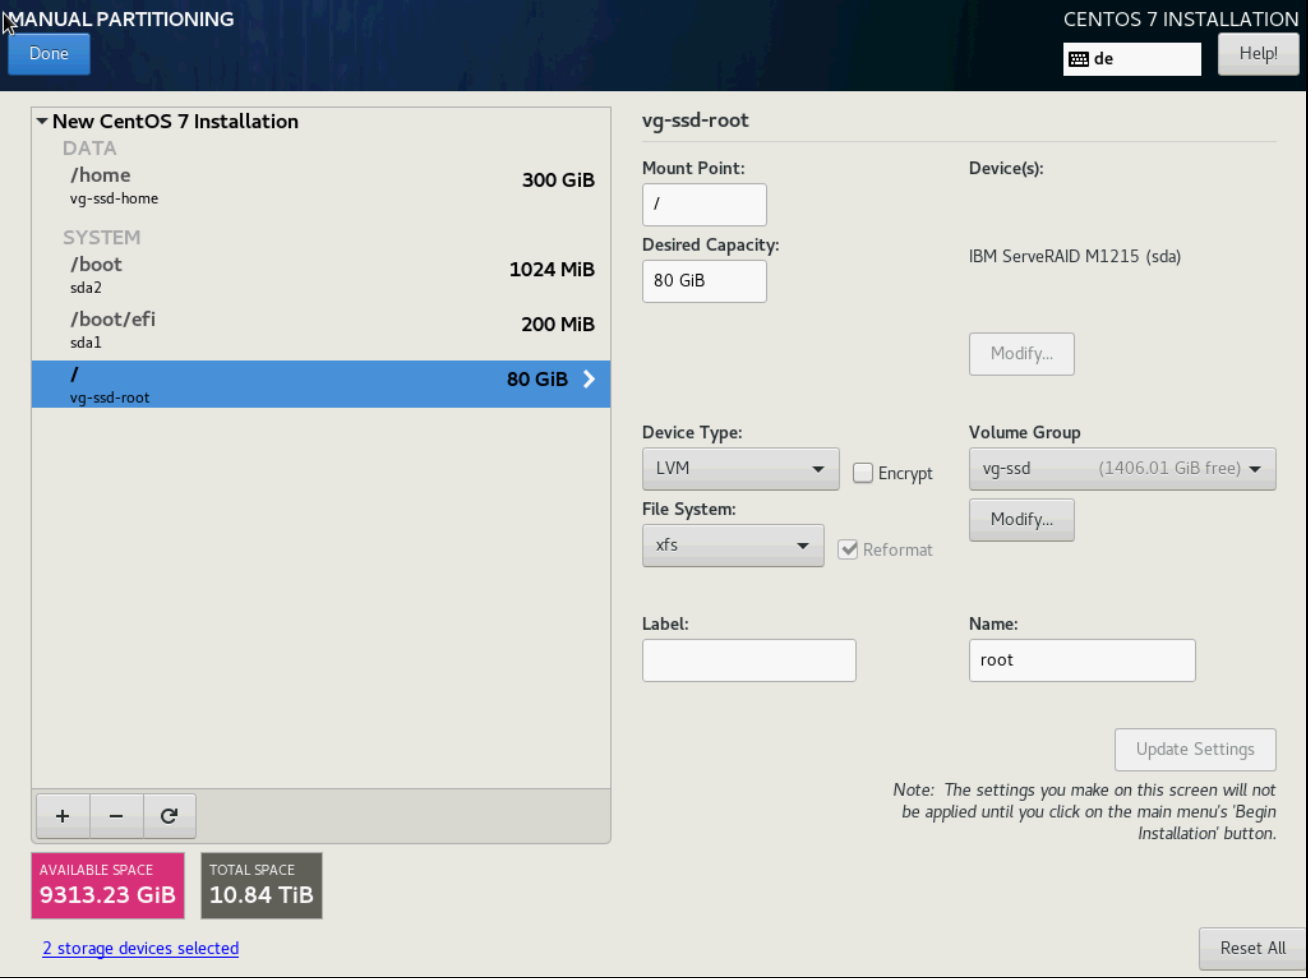 MANUAL PARTITIONING
CENTOS 7 INSTALLATION
Done
de
Help!
New CentOS 7 Installation
DATA
/home
300 GiB
vg-ssd-home
SYSTEM
/boot
1024 MiB
sda2
/boot/efi
200 MiB
sda1
/
80 GiB
vg-ssd-root
+
−
AVAILABLE SPACE
9313.23 GiB
TOTAL SPACE
10.84 TiB
2 storage devices selected
vg-ssd-root
Mount Point:
/
Device(s):
Desired Capacity:
80 GiB
IBM ServeRAID M1215 (sda)
Modify...
Device Type:
LVM
Encrypt
Volume Group
vg-ssd (1406.01 GiB free)
Modify...
File System:
xfs
Reformat
Label:
Name:
root
Update Settings
Note: The settings you make on this screen will not
be applied until you click on the main menu's 'Begin
Installation' button.
Reset All